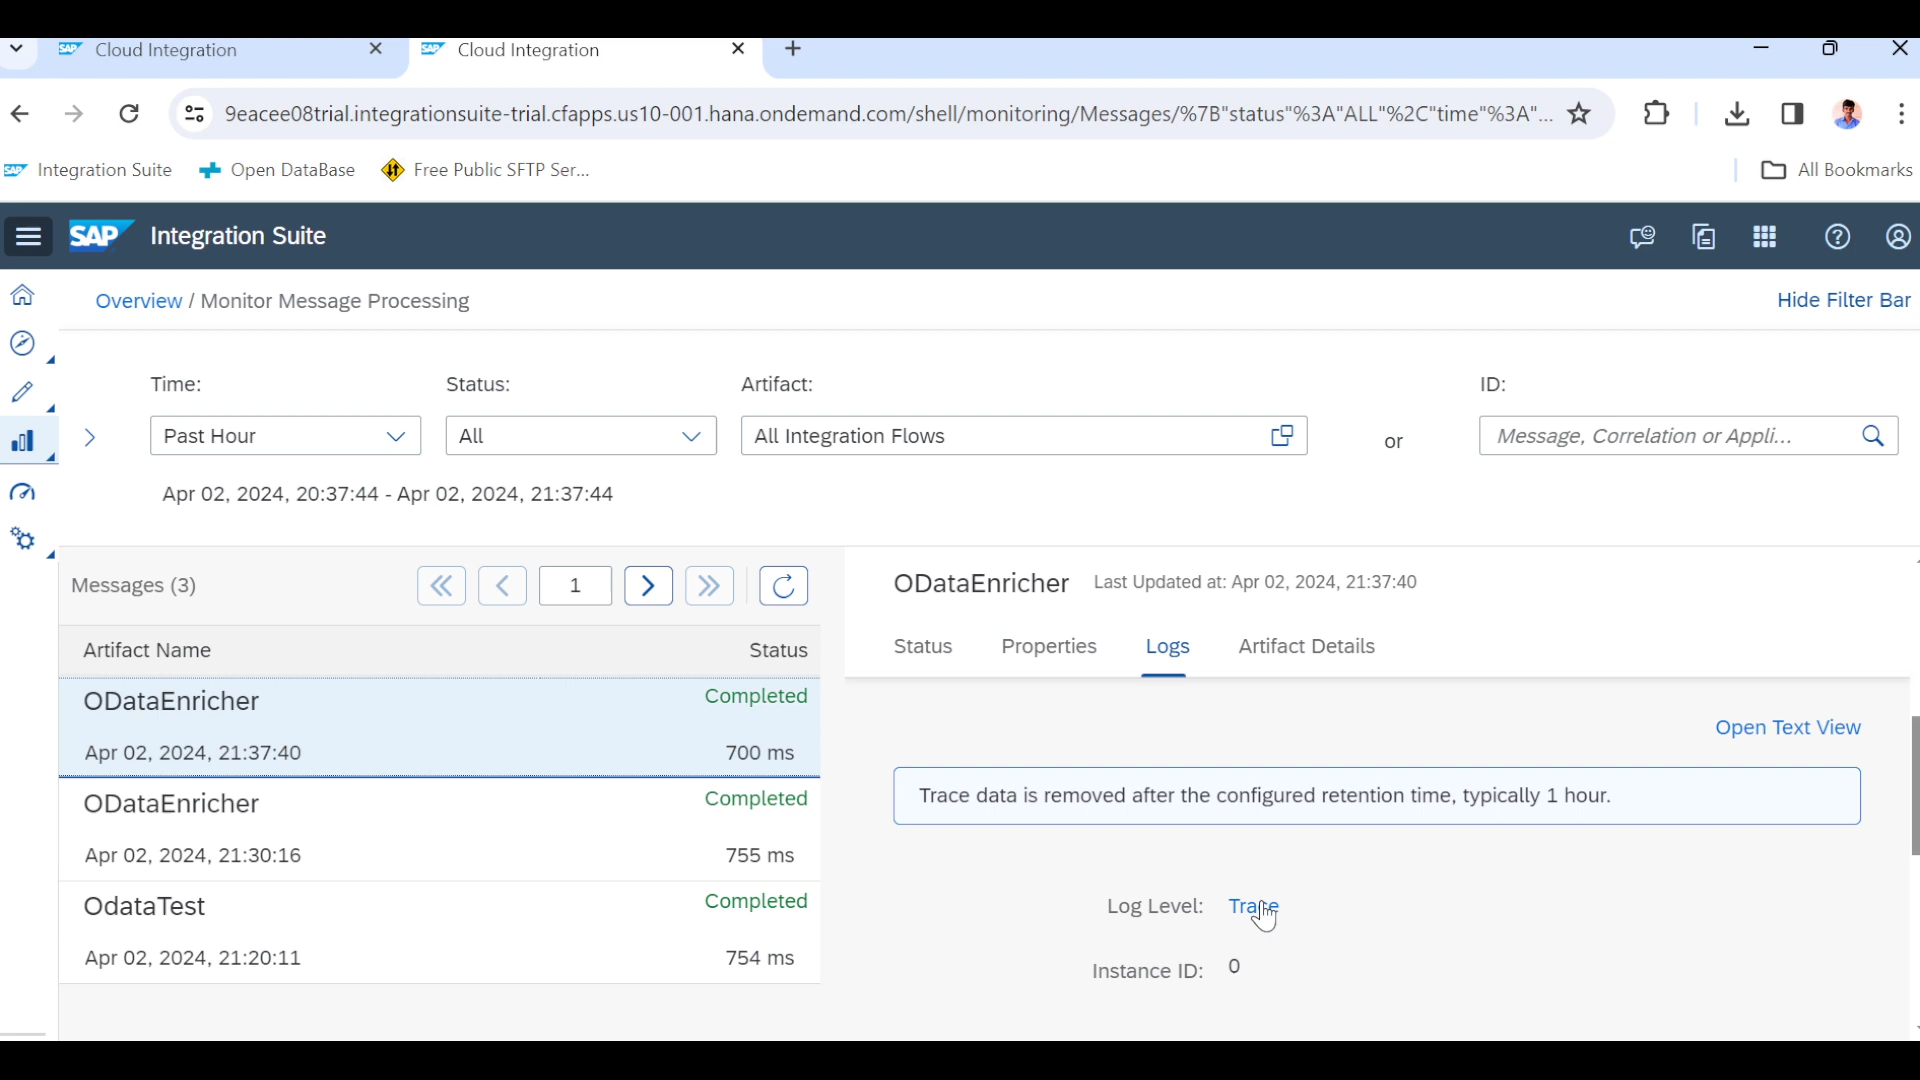 SAP Cloud Integration
SAP Cloud Integration
9eacee08trial.integrationsuite-trial.cfapps.us10-001.hana.ondemand.com/shell/monitoring/Messages/%7B"status"%3A"ALL"%2C"time"%3A"...
SAP Integration Suite
Open DataBase
Free Public SFTP Ser...
All Bookmarks
SAP Integration Suite
Overview / Monitor Message Processing
Hide Filter Bar
Time:
Status:
Artifact:
ID:
Past Hour
All
All Integration Flows
or
Message, Correlation or Appli...
Apr 02, 2024, 20:37:44 - Apr 02, 2024, 21:37:44
Messages (3)
1
Artifact Name
Status
ODataEnricher
Completed
Apr 02, 2024, 21:37:40
700 ms
ODataEnricher
Completed
Apr 02, 2024, 21:30:16
755 ms
OdataTest
Completed
Apr 02, 2024, 21:20:11
754 ms
ODataEnricher
Last Updated at: Apr 02, 2024, 21:37:40
Status
Properties
Logs
Artifact Details
Open Text View
Trace data is removed after the configured retention time, typically 1 hour.
Log Level: Trace
Instance ID: 0